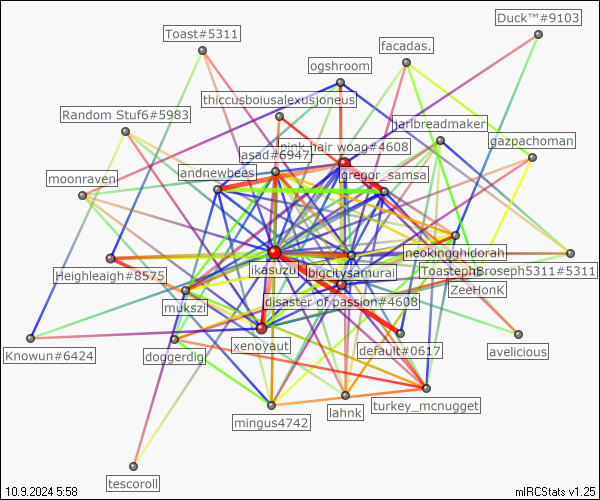 Duck™#9103
Toast#5311
facadas.
ogshroom
thiccusboiusalexusjoneus
Random Stuf6#5983
jarlbreadmaker
gazpachoman
pink hair woag#4608
asad#6947
andnewbees
gregor_samsa
moonraven
neokingghidorah
Heighleaigh#8575
ikasuzu
bigcitysamurai
ToastephBroseph5311#5311
ZeeHonK
mukszi
disaster of passion#4608
xenoyaut
default#0617
avelicious
Knowun#6424
doggerdig
turkey_mcnugget
lahnk
mingus4742
tescoroll
10.9.2024 5:58
mIRCStats v1.25